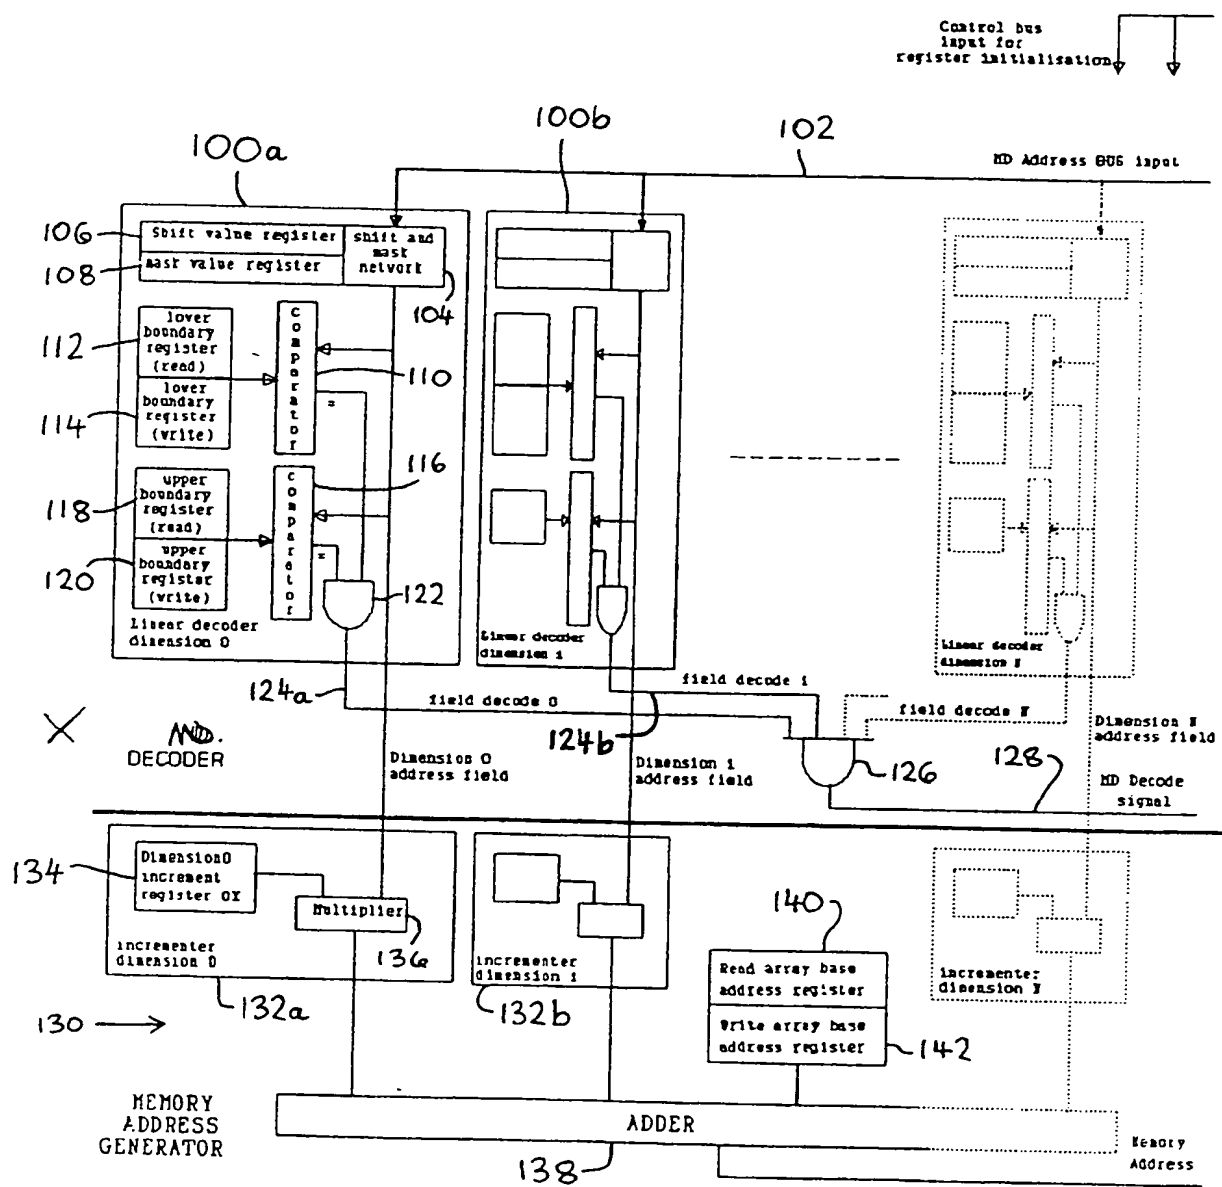 Control bus
input for
register initialisation
100a
100b
102
MD Address BUS input
106
Shift value register
shift and
mask
network
108
mask value register
104
112
lower
boundary
register
(read)
comparator
110
114
lower
boundary
register
(write)
=
116
118
upper
boundary
register
(read)
comparator
120
upper
boundary
register
(write)
=
122
Linear decoder
dimension 0
Linear decoder
dimension 1
Linear decoder
dimension N
124a
field decode 0
field decode 1
124b
field decode N
Dimension N
address field
MD.
DECODER
Dimension 0
address field
Dimension 1
address field
126
128
MD Decode
signal
134
Dimension0
increment
register 0X
Multiplier
136
incrementer
dimension 0
132a
incrementer
dimension 1
132b
140
Read array base
address register
Write array base
address register
142
incrementer
dimension N
130
MEMORY
ADDRESS
GENERATOR
ADDER
138
Memory
Address